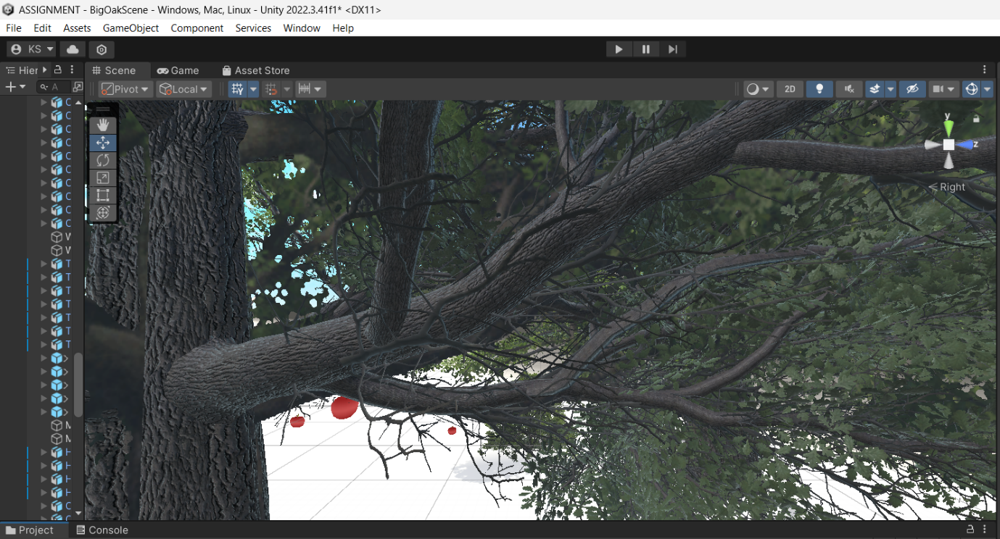 ASSIGNMENT - BigOakScene - Windows, Mac, Linux - Unity 2022.3.41f1* <DX11>
File Edit Assets GameObject Component Services Window Help
KS
Hier Scene Game Asset Store
A Pivot Local 2D
y
z
Right
C
C
C
C
C
C
C
C
C
C
T
T
T
T
T
T
T
H
H
H
H
Project Console